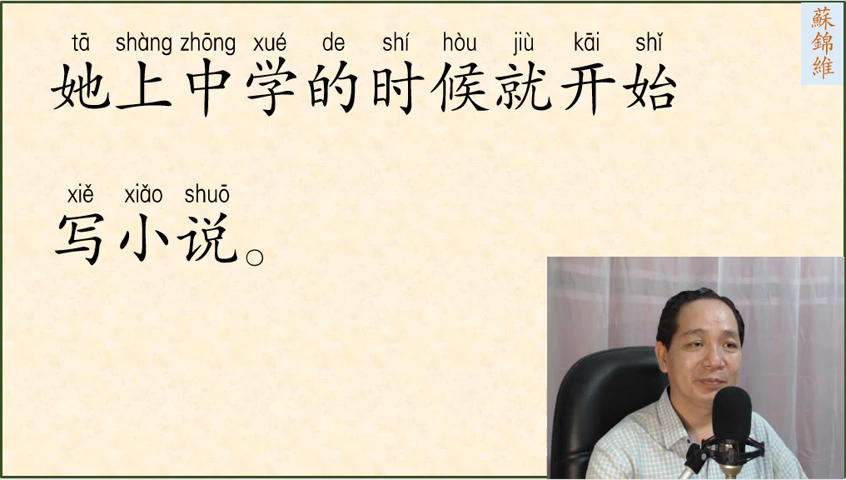 tā shàng zhōng xué de shí hòu jiù kāi shǐ
她上中学的时候就开始
xiě xiǎo shuō
写小说。
蘇錦維